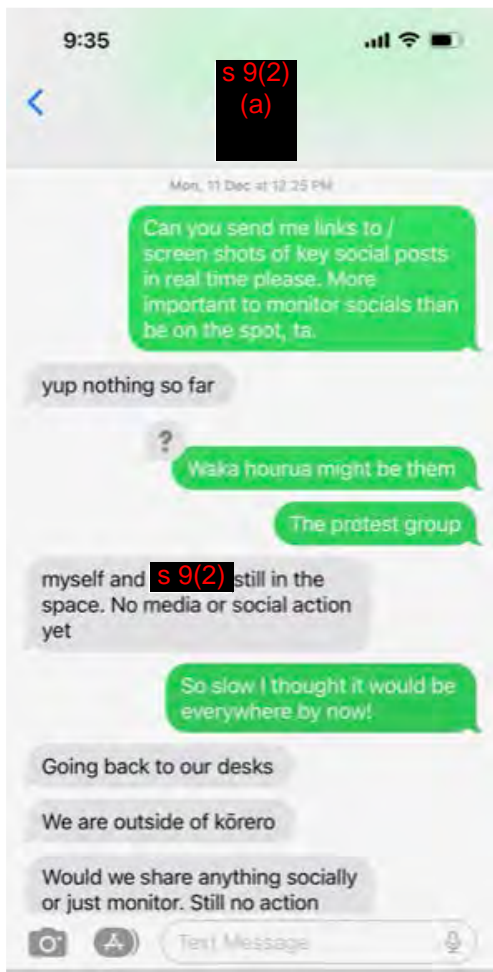 9:35
s 9(2)
(a)
Mon, 11 Dec at 12:25 PM
Can you send me links to /
screen shots of key social posts
in real time please. More
important to monitor socials than
be on the spot, ta.
yup nothing so far
?
Waka hourua might be them
The protest group
myself and s 9(2) still in the
space. No media or social action
yet
So slow I thought it would be
everywhere by now!
Going back to our desks
We are outside of kōrero
Would we share anything socially
or just monitor. Still no action
Text Message